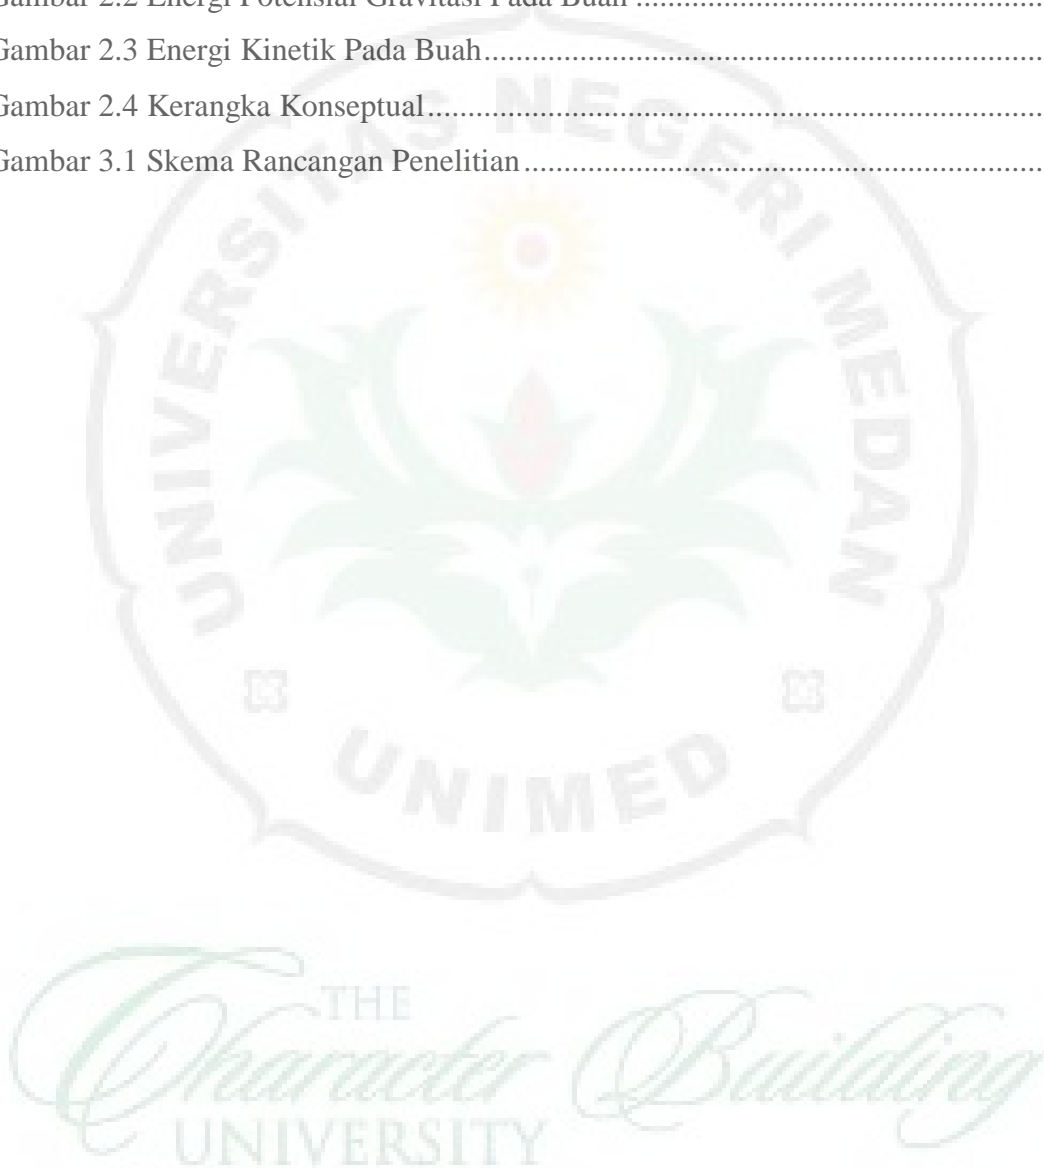 Gambar 2.2 Energi Potensial Gravitasi Pada Buah ....................................................
Gambar 2.3 Energi Kinetik Pada Buah........................................................................
Gambar 2.4 Kerangka Konseptual...............................................................................
Gambar 3.1 Skema Rancangan Penelitian...................................................................
UNIVERSITAS NEGERI MEDAN
UNIMED
THE
Character Building
UNIVERSITY